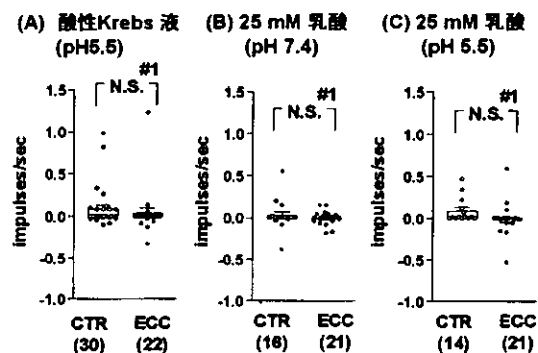 (A) 酸性Krebs 液
(pH5.5)
#1
N.S.
impulses/sec
1.5
1.0
0.5
0.0
-0.5
-1.0
CTR ECC
(30) (22)
(B) 25 mM 乳酸
(pH 7.4)
#1
N.S.
impulses/sec
1.5
1.0
0.5
0.0
-0.5
-1.0
CTR ECC
(16) (21)
(C) 25 mM 乳酸
(pH 5.5)
#1
N.S.
impulses/sec
1.5
1.0
0.5
0.0
-0.5
-1.0
CTR ECC
(14) (21)